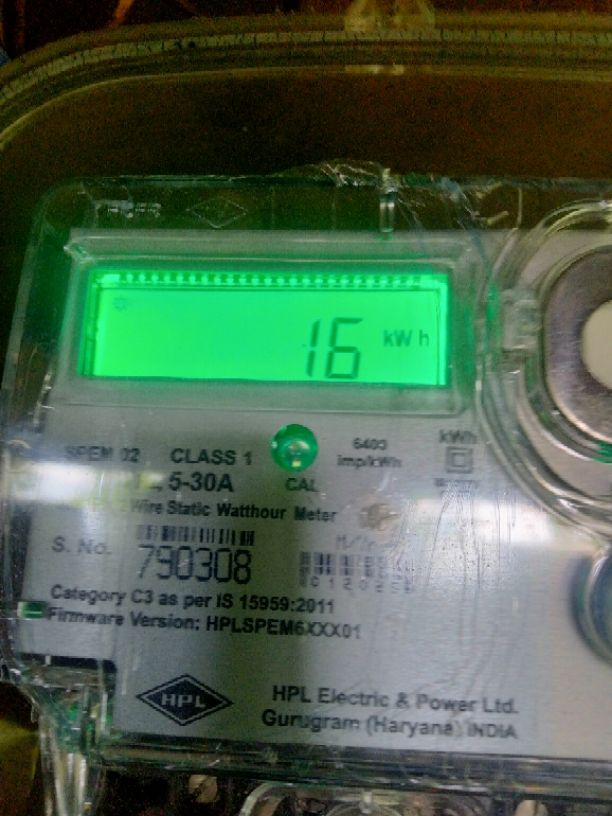 16 kWh
SPEM 02 CLASS 1
5-30A
CAL
6400
imp/kWh
kWh
Wire Static Watthour Meter
S. No.
790308
Category C3 as per IS 15959:2011
Firmware Version: HPLSPEM6XXX01
HPL
HPL Electric & Power Ltd.
Gurugram (Haryana) INDIA